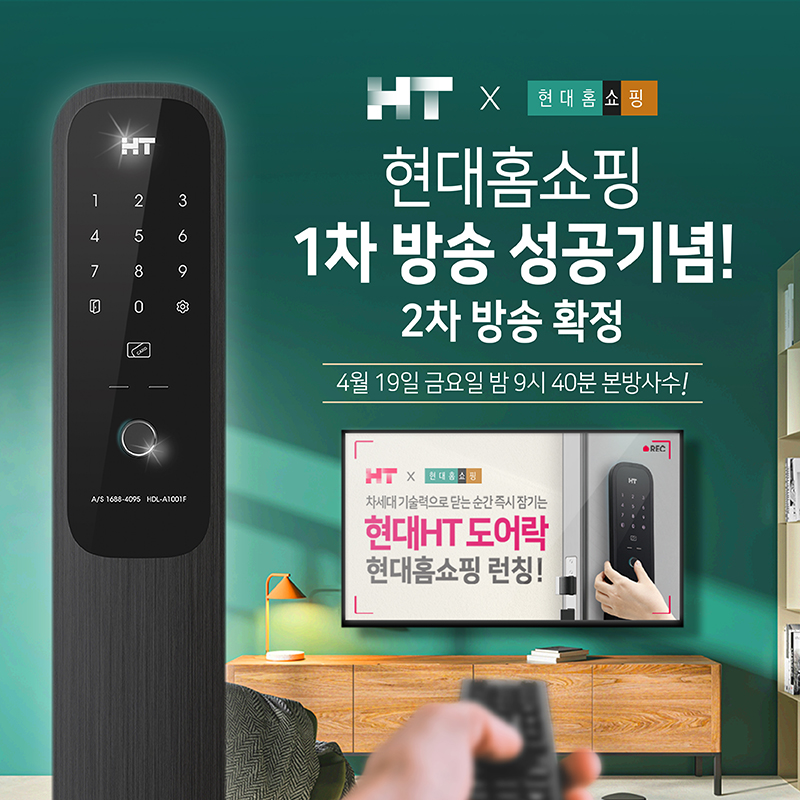 HT X 현대홈쇼핑
현대홈쇼핑
1차 방송 성공기념!
2차 방송 확정
4월 19일 금요일 밤 9시 40분 본방사수!
HT
1 2 3
4 5 6
7 8 9
0
CARD
A/S 1688-4095 HDL-A1001F
REC
HT X 현대홈쇼핑
차세대 기술력으로 닫는 순간 즉시 잠기는
현대HT 도어락
현대홈쇼핑 런칭!
HT